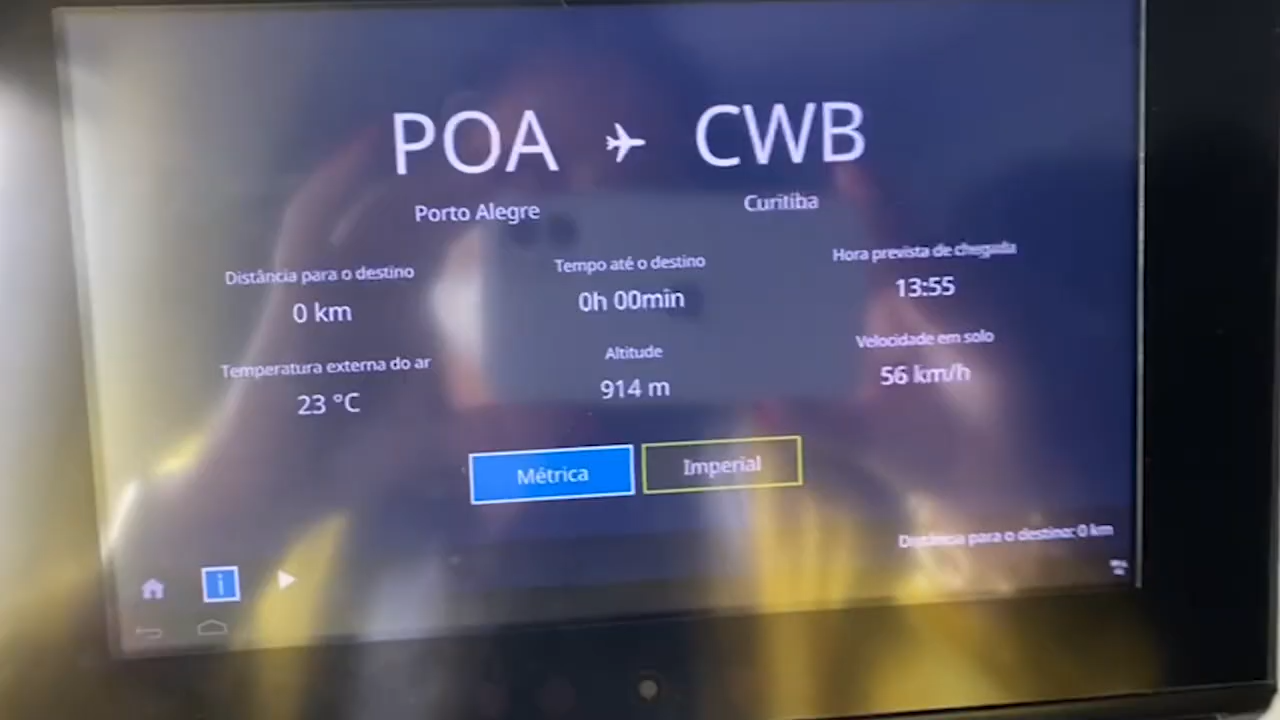 POA CWB
Porto Alegre
Curitiba
Distância para o destino
0 km
Tempo até o destino
0h 00min
Hora prevista de chegada
13:55
Temperatura externa do ar
23 °C
Altitude
914 m
Velocidade em solo
56 km/h
Métrica
Imperial
Distância para o destino: 0 km